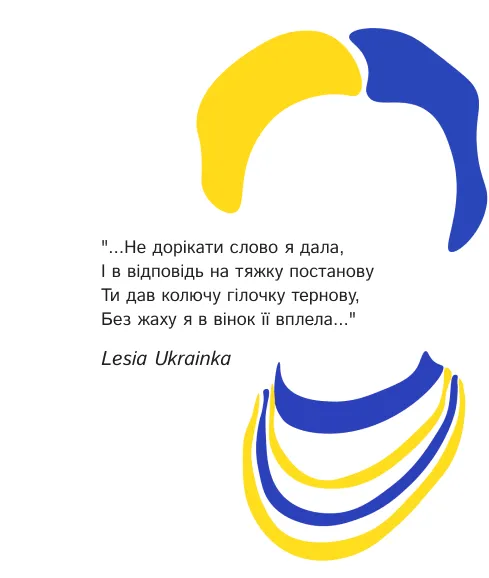 "...Не дорікати слово я дала,
І в відповідь на тяжку постанову
Ти дав колючу гілочку тернову,
Без жаху я в вінок її вплела..."
Lesia Ukrainka